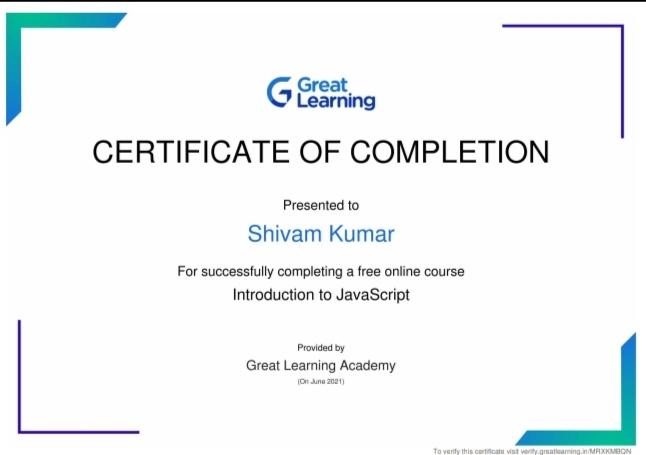 Great
Learning
CERTIFICATE OF COMPLETION
Presented to
Shivam Kumar
For successfully completing a free online course
Introduction to JavaScript
Provided by
Great Learning Academy
(On June 2021)
To verify this certificate visit verify.greatlearning.in/MRXKMBQN